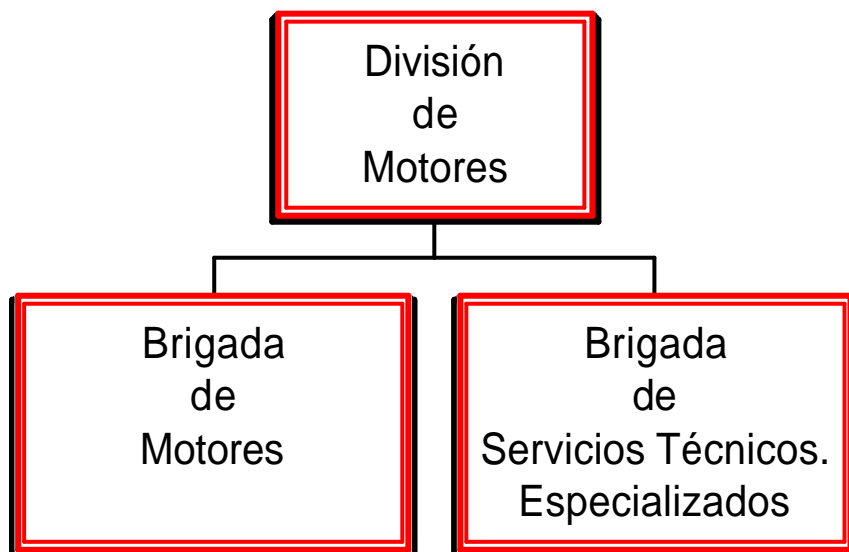 División
de
Motores
Brigada
de
Motores
Brigada
de
Servicios Técnicos.
Especializados